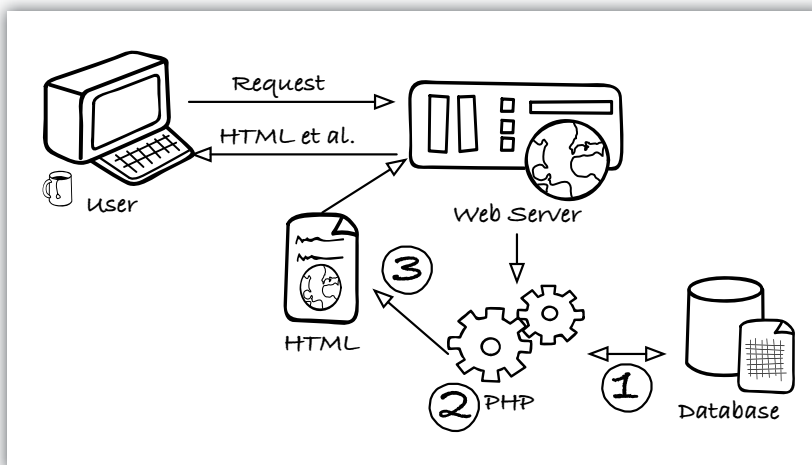 Request
HTML et al.
user
Web Server
3
HTML
1
2
PHP
Database